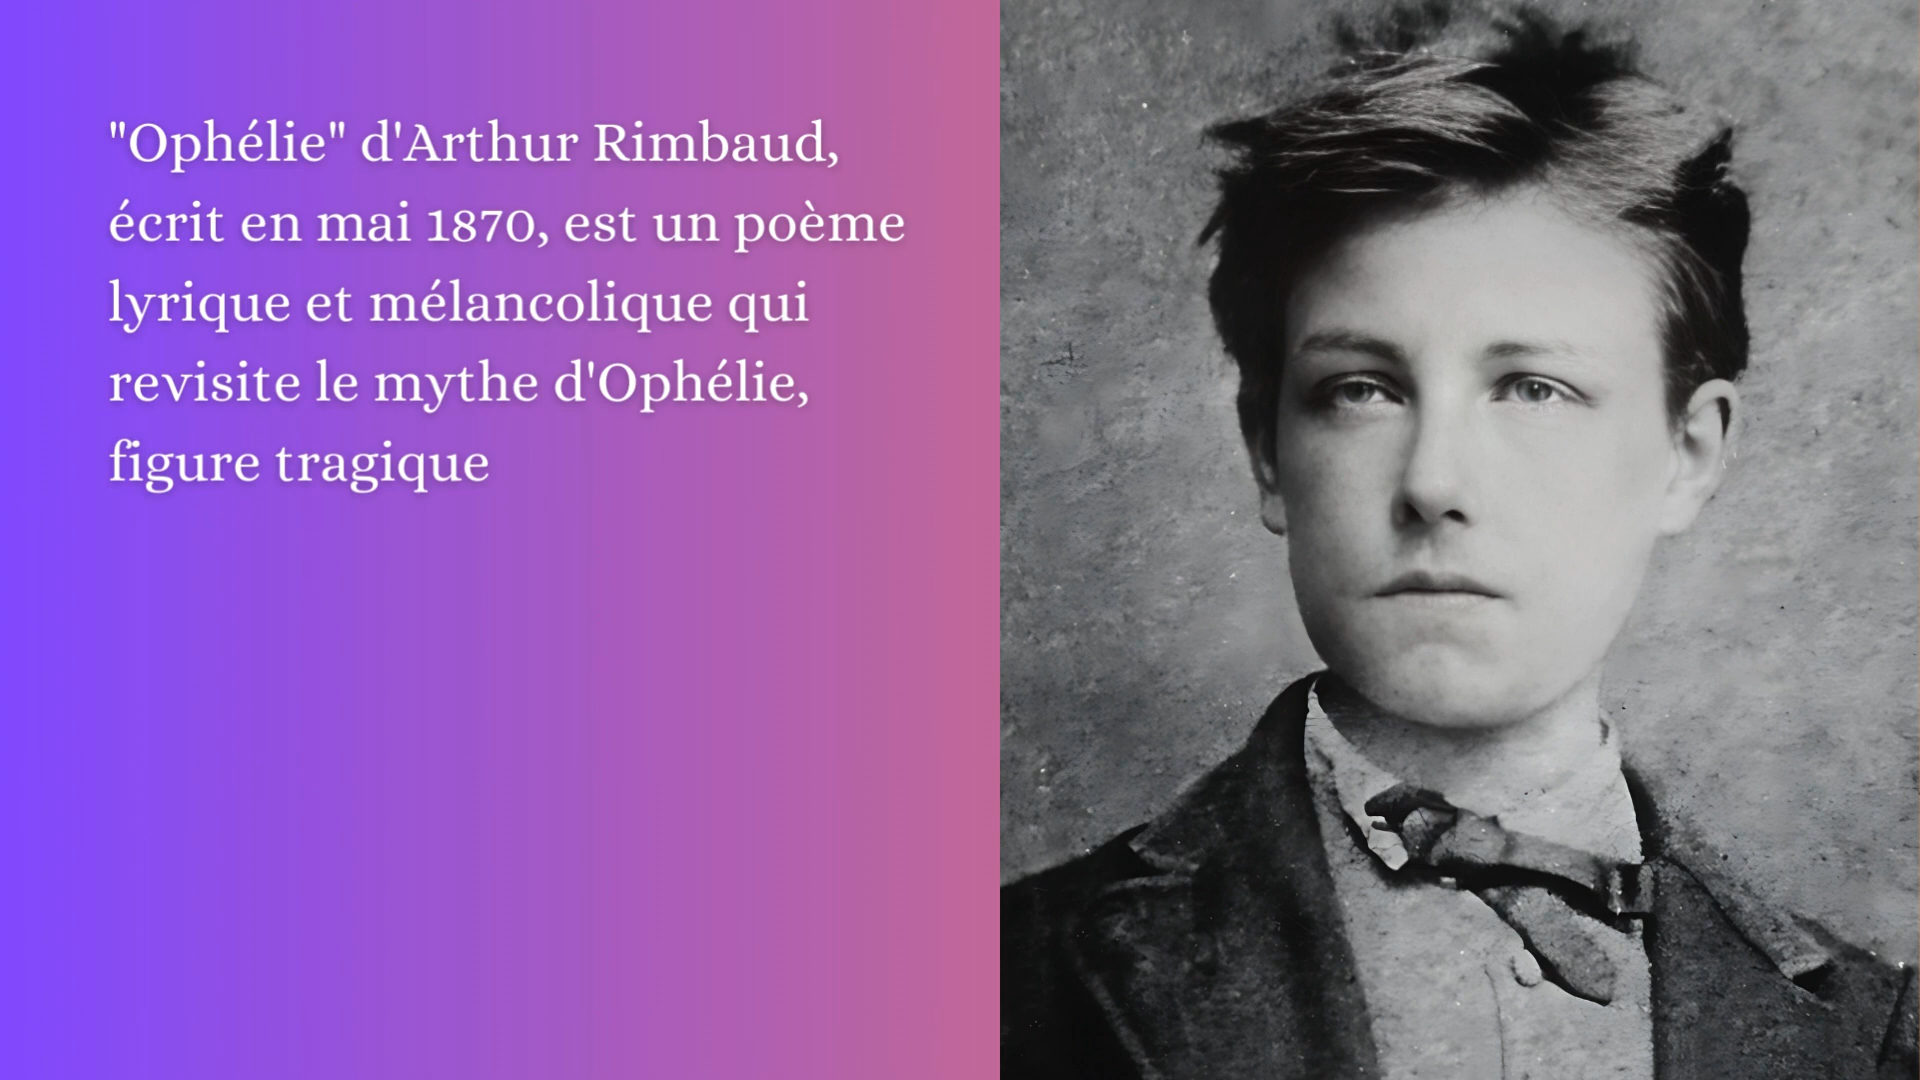 "Ophélie" d'Arthur Rimbaud,
écrit en mai 1870, est un poème
lyrique et mélancolique qui
revisite le mythe d'Ophélie,
figure tragique